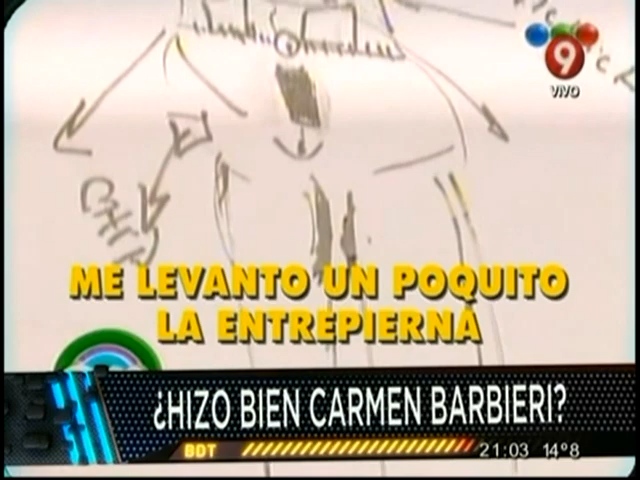 9
VIVO
ME LEVANTO UN POQUITO
LA ENTREPIERNA
¿HIZO BIEN CARMEN BARBIERI?
BDT
21:03 14°8